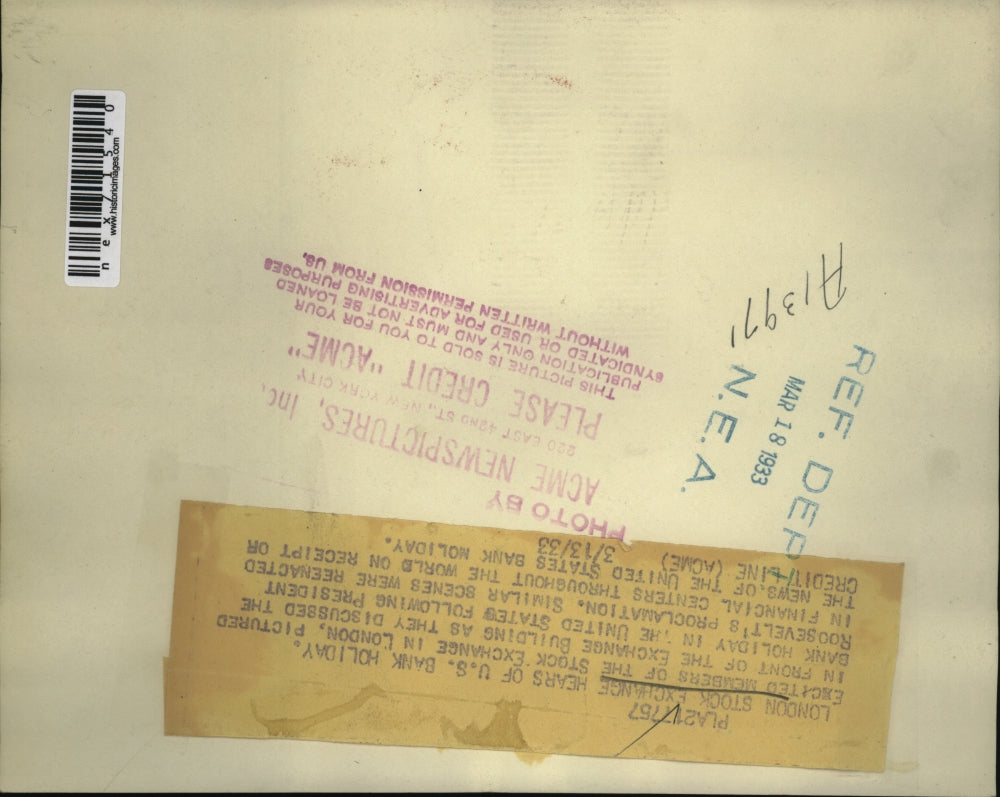 nex71540
www.historicimages.com
A13971
REF. DEPT.
MAR 18 1933
N.E.A.
PHOTO BY
ACME NEWSPICTURES, Inc,
220 EAST 42ND ST., NEW YORK CITY
PLEASE CREDIT "ACME"
THIS PICTURE IS SOLD TO YOU FOR YOUR
PUBLICATION ONLY AND MUST NOT BE LOANED
SYNDICATED OR USED FOR ADVERTISING PURPOSES
WITHOUT WRITTEN PERMISSION FROM US.
LONDON STOCK EXCHANGE HEARS OF U.S. BANK HOLIDAY.
EXCITED MEMBERS OF THE STOCK EXCHANGE IN LONDON, PICTURED
IN FRONT OF THE EXCHANGE BUILDING AS THEY DISCUSSED THE
BANK HOLIDAY IN THE UNITED STATES FOLLOWING PRESIDENT
ROOSEVELT'S PROCLAMATION. SIMILAR SCENES WERE REENACTED
IN FINANCIAL CENTERS THROUGHOUT THE WORLD ON RECEIPT OR
THE NEWS OF THE UNITED STATES BANK HOLIDAY.
CREDIT LINE (ACME) 3/13/33